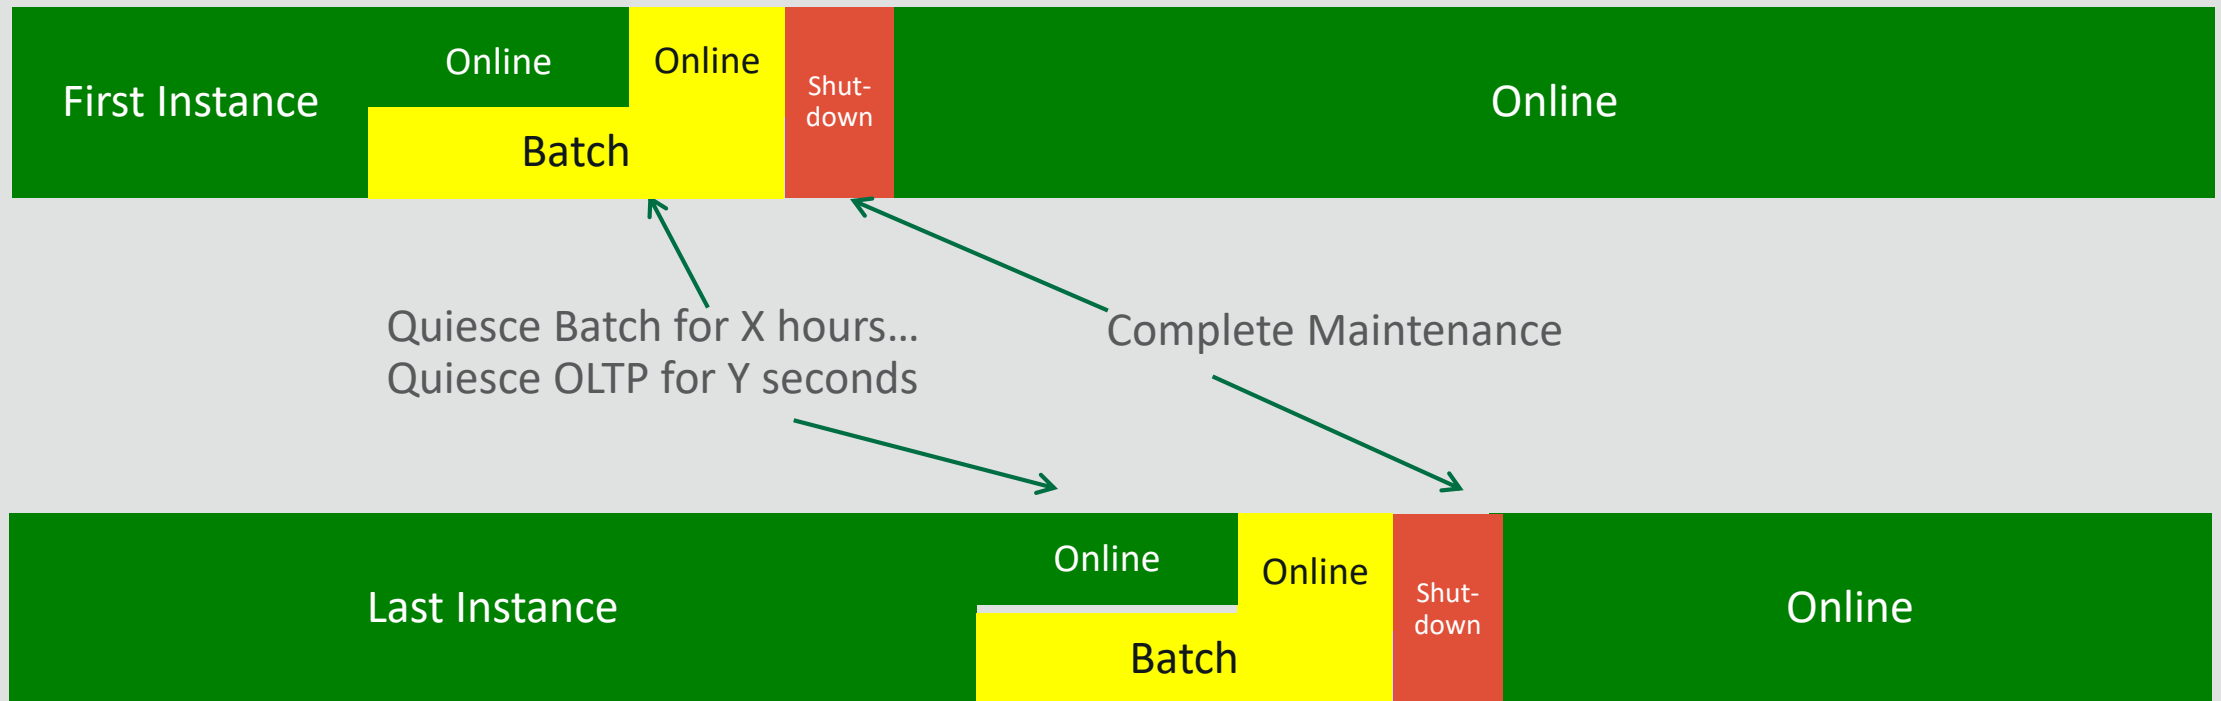 First Instance
Online
Online
Batch
Shut-
down
Online
Quiesce Batch for X hours...
Quiesce OLTP for Y seconds
Complete Maintenance
Last Instance
Online
Online
Batch
Shut-
down
Online